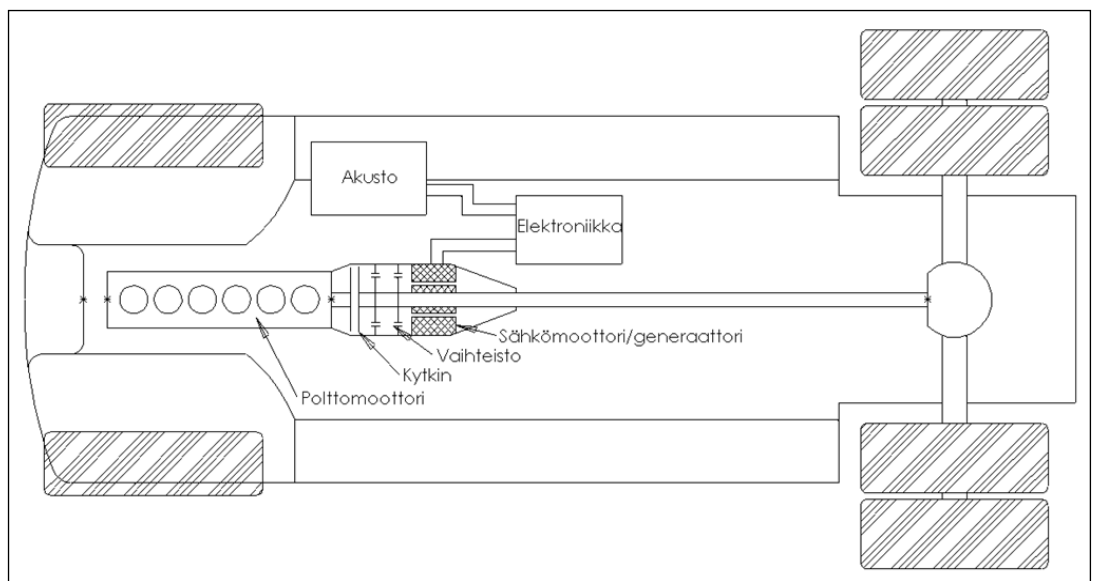 Akusto
Elektroniikka
Sähkömoottori/generaattori
Vaihteisto
Kytkin
Polttomoottori